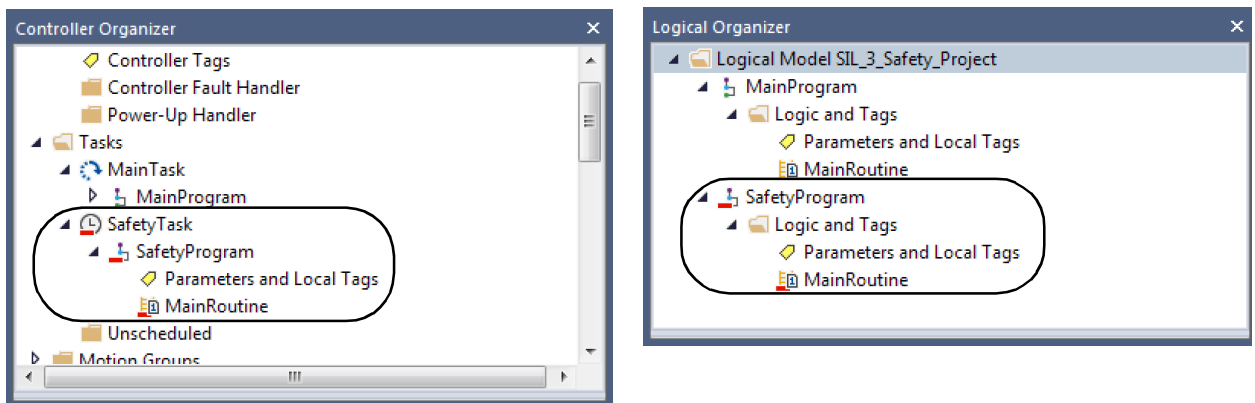 Controller Organizer
Controller Tags
Controller Fault Handler
Power-Up Handler
Tasks
MainTask
MainProgram
SafetyTask
SafetyProgram
Parameters and Local Tags
MainRoutine
Unscheduled
Motion Groups
Logical Organizer
Logical Model SIL_3_Safety_Project
MainProgram
Logic and Tags
Parameters and Local Tags
MainRoutine
SafetyProgram
Logic and Tags
Parameters and Local Tags
MainRoutine